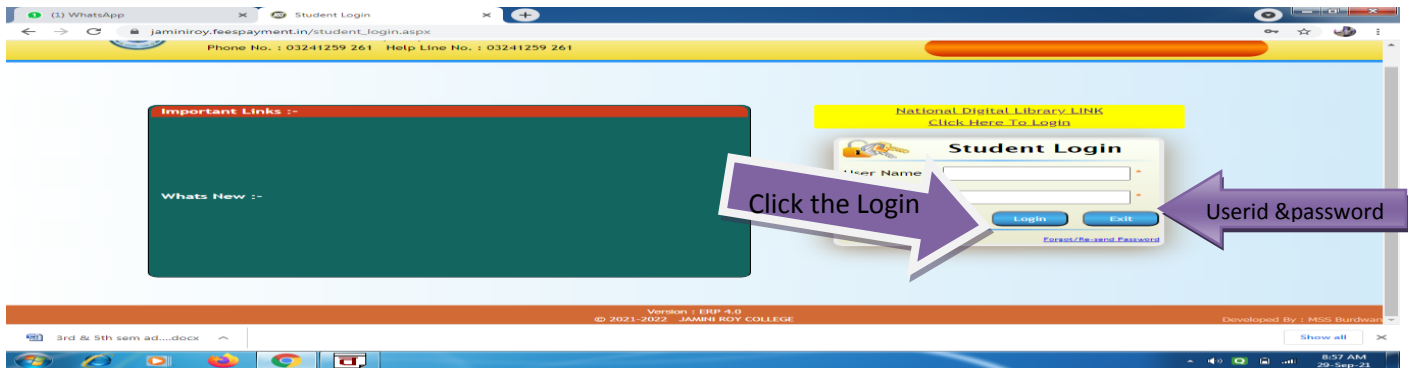 (1) WhatsApp
Student Login
jaminiroy.feespayment.in/student_login.aspx
Phone No. : 03241259 261 Help Line No. : 03241259 261
Important Links :-
Whats New :-
National Digital Library LINK
Click Here To Login
Student Login
User Name
*
*
Login
Exit
Forgot/Re-send Password
Click the Login
Userid &password
Version : ERP 4.0
© 2021-2022 JAMINI ROY COLLEGE
Developed By : MSS Burdwan
3rd & 5th sem ad....docx
Show all
8:57 AM
29-Sep-21